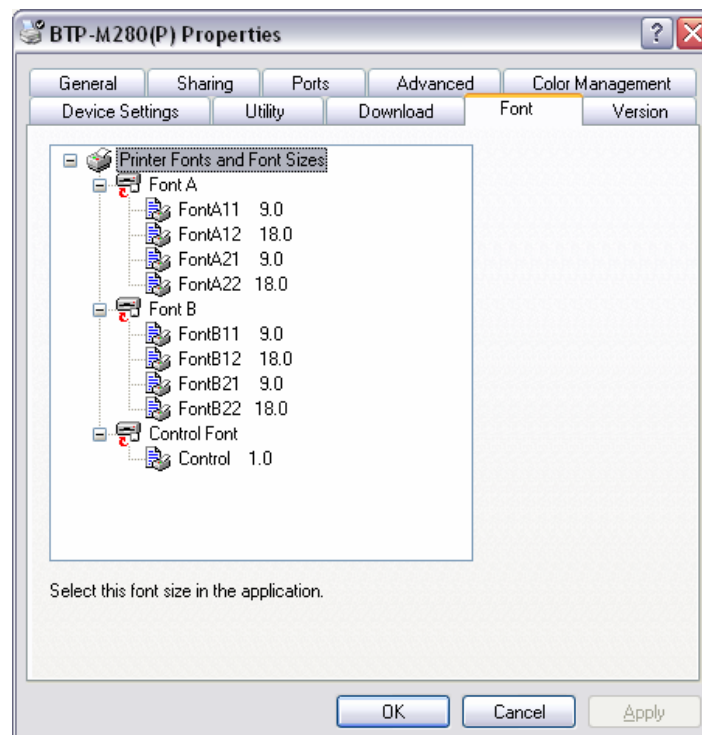 BTP-M280(P) Properties
General Sharing Ports Advanced Color Management
Device Settings Utility Download Font Version
Printer Fonts and Font Sizes
Font A
FontA11 9.0
FontA12 18.0
FontA21 9.0
FontA22 18.0
Font B
FontB11 9.0
FontB12 18.0
FontB21 9.0
FontB22 18.0
Control Font
Control 1.0
Select this font size in the application.
OK Cancel Apply